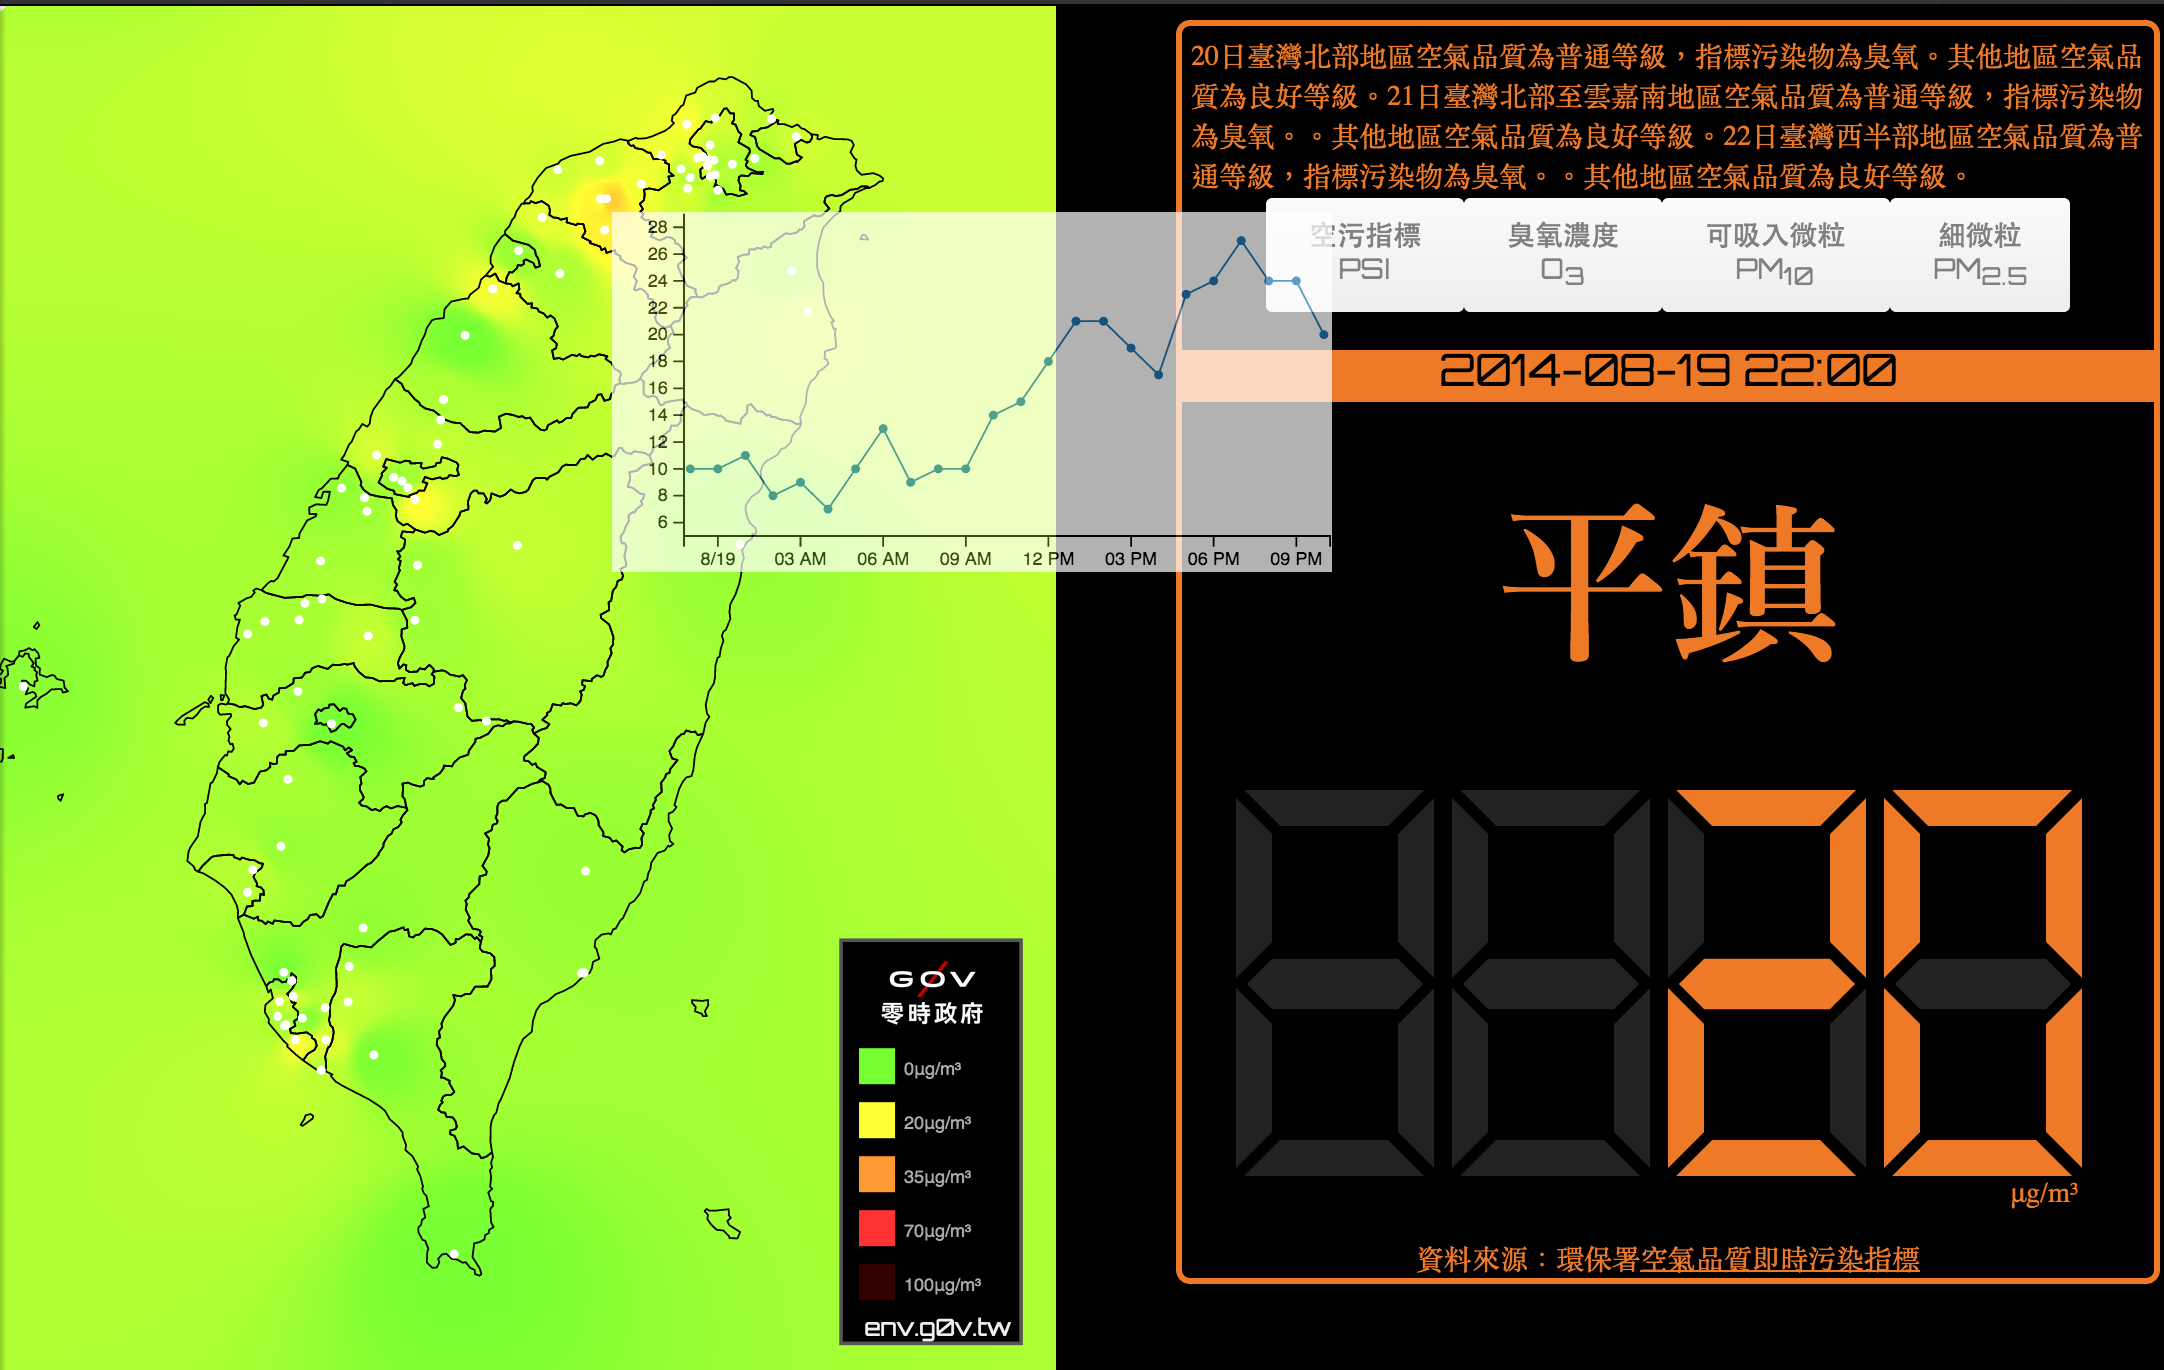 20日臺灣北部地區空氣品質為普通等級，指標污染物為臭氧。其他地區空氣品
質為良好等級。21日臺灣北部至雲嘉南地區空氣品質為普通等級，指標污染物
為臭氧。。其他地區空氣品質為良好等級。22日臺灣西半部地區空氣品質為普
通等級，指標污染物為臭氧。。其他地區空氣品質為良好等級。
空污指標 臭氧濃度 可吸入微粒 細微粒
PSI O3 PM10 PM2.5
2014-08-19 22:00
28
26
24
22
20
18
16
14
12
10
8
6
8/19 03 AM 06 AM 09 AM 12 PM 03 PM 06 PM 09 PM
平鎮
20
µg/m³
資料來源：環保署空氣品質即時污染指標
G0V
零時政府
0µg/m³
20µg/m³
35µg/m³
70µg/m³
100µg/m³
env.g0v.tw